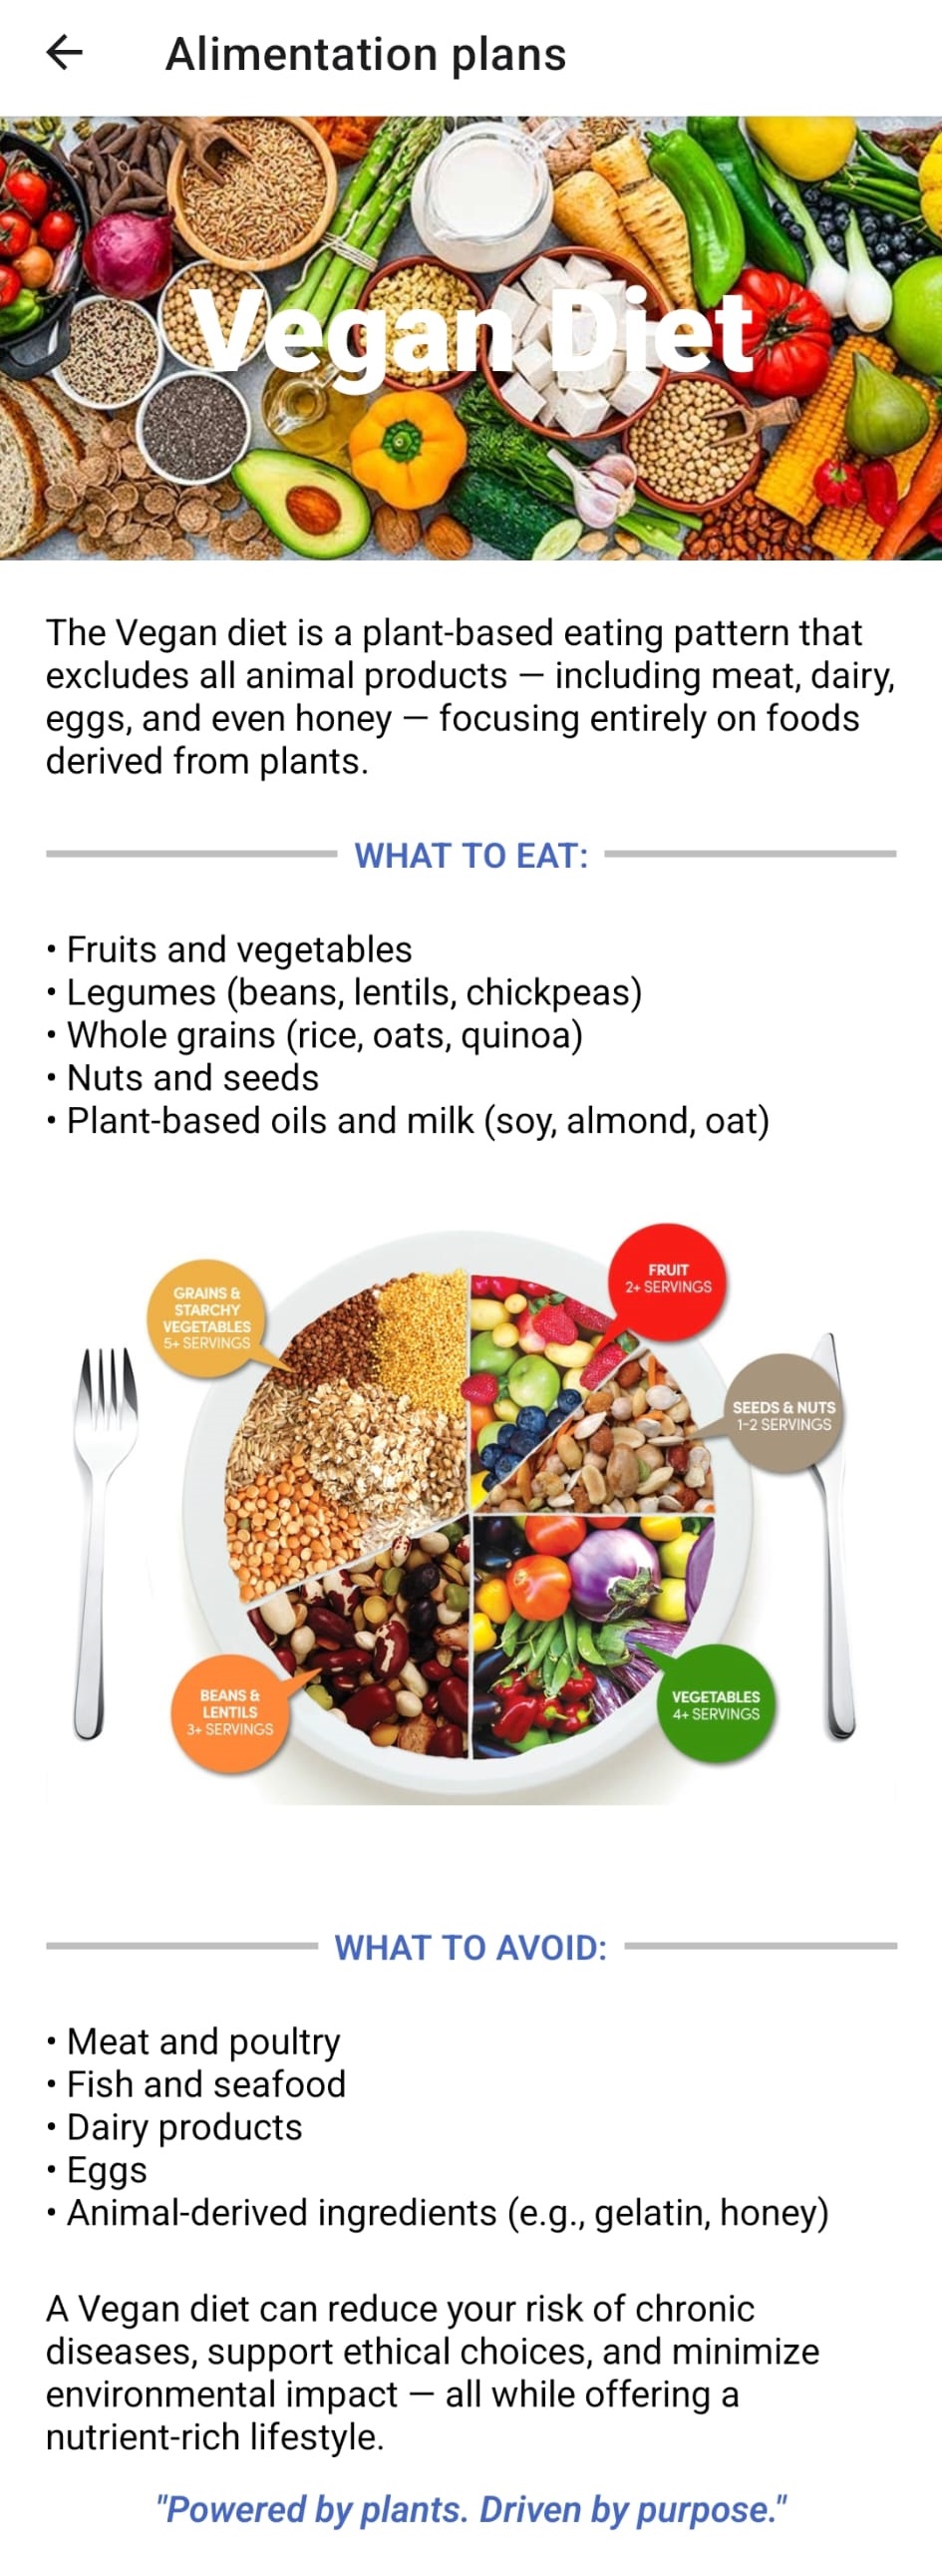 Alimentation plans
Vegan Diet
The Vegan diet is a plant-based eating pattern that
excludes all animal products — including meat, dairy,
eggs, and even honey — focusing entirely on foods
derived from plants.
WHAT TO EAT:
• Fruits and vegetables
• Legumes (beans, lentils, chickpeas)
• Whole grains (rice, oats, quinoa)
• Nuts and seeds
• Plant-based oils and milk (soy, almond, oat)
FRUIT
2+ SERVINGS
GRAINS &
STARCHY
VEGETABLES
5+ SERVINGS
SEEDS & NUTS
1-2 SERVINGS
BEANS &
LENTILS
3+ SERVINGS
VEGETABLES
4+ SERVINGS
WHAT TO AVOID:
• Meat and poultry
• Fish and seafood
• Dairy products
• Eggs
• Animal-derived ingredients (e.g., gelatin, honey)
A Vegan diet can reduce your risk of chronic
diseases, support ethical choices, and minimize
environmental impact — all while offering a
nutrient-rich lifestyle.
"Powered by plants. Driven by purpose."